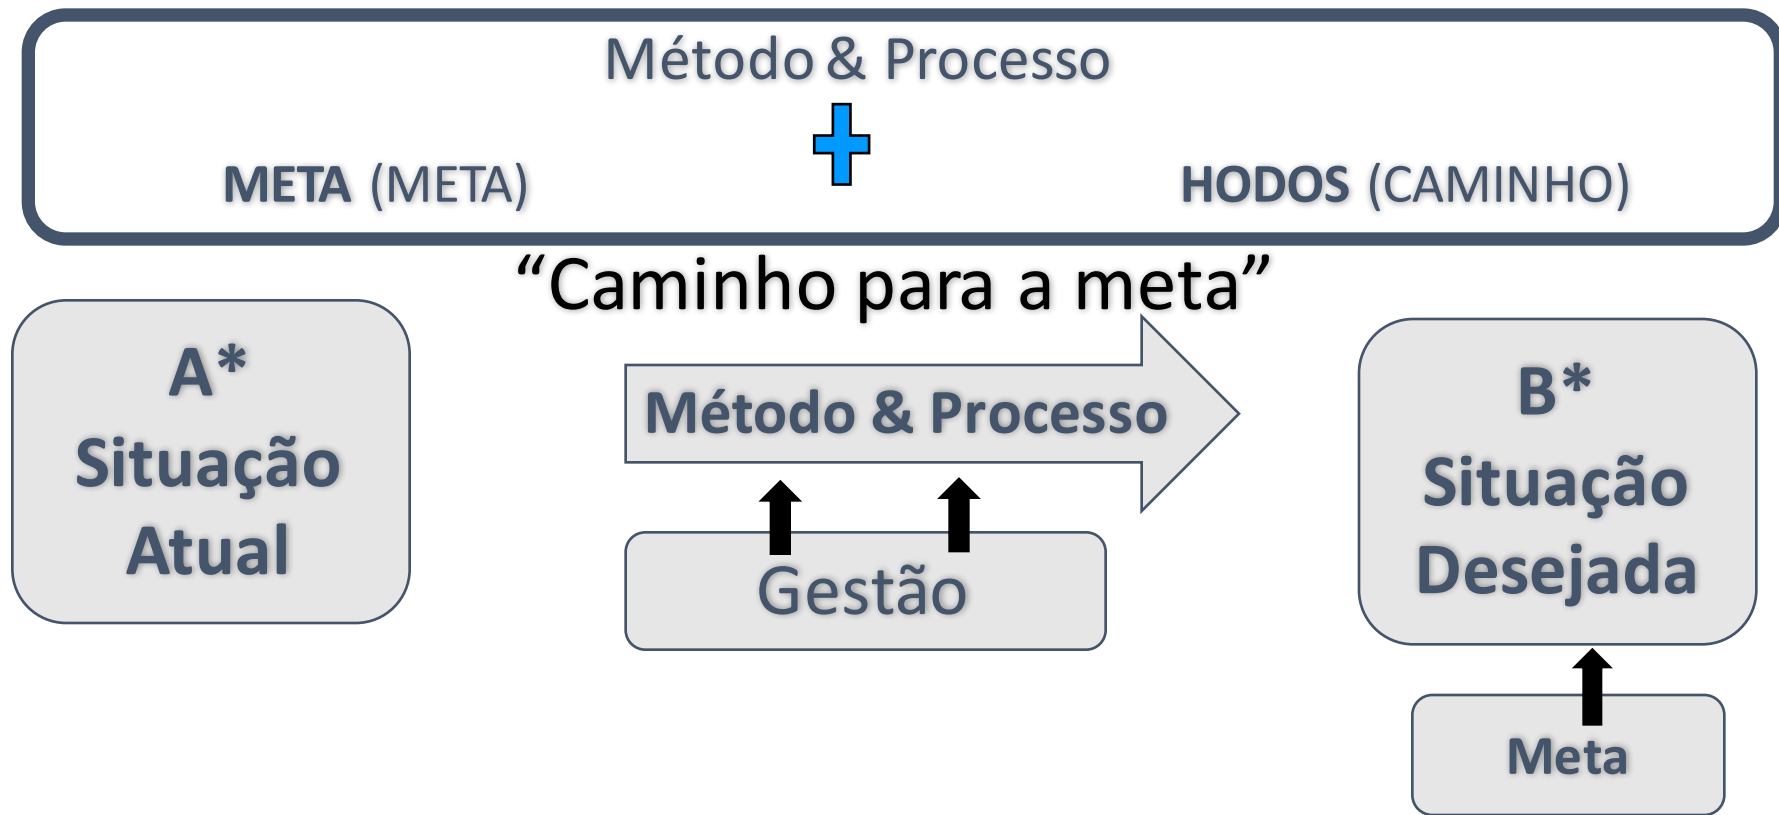 Método & Processo
META (META)
HODOS (CAMINHO)
“Caminho para a meta”
A*
Situação
Atual
Método & Processo
Gestão
B*
Situação
Desejada
Meta